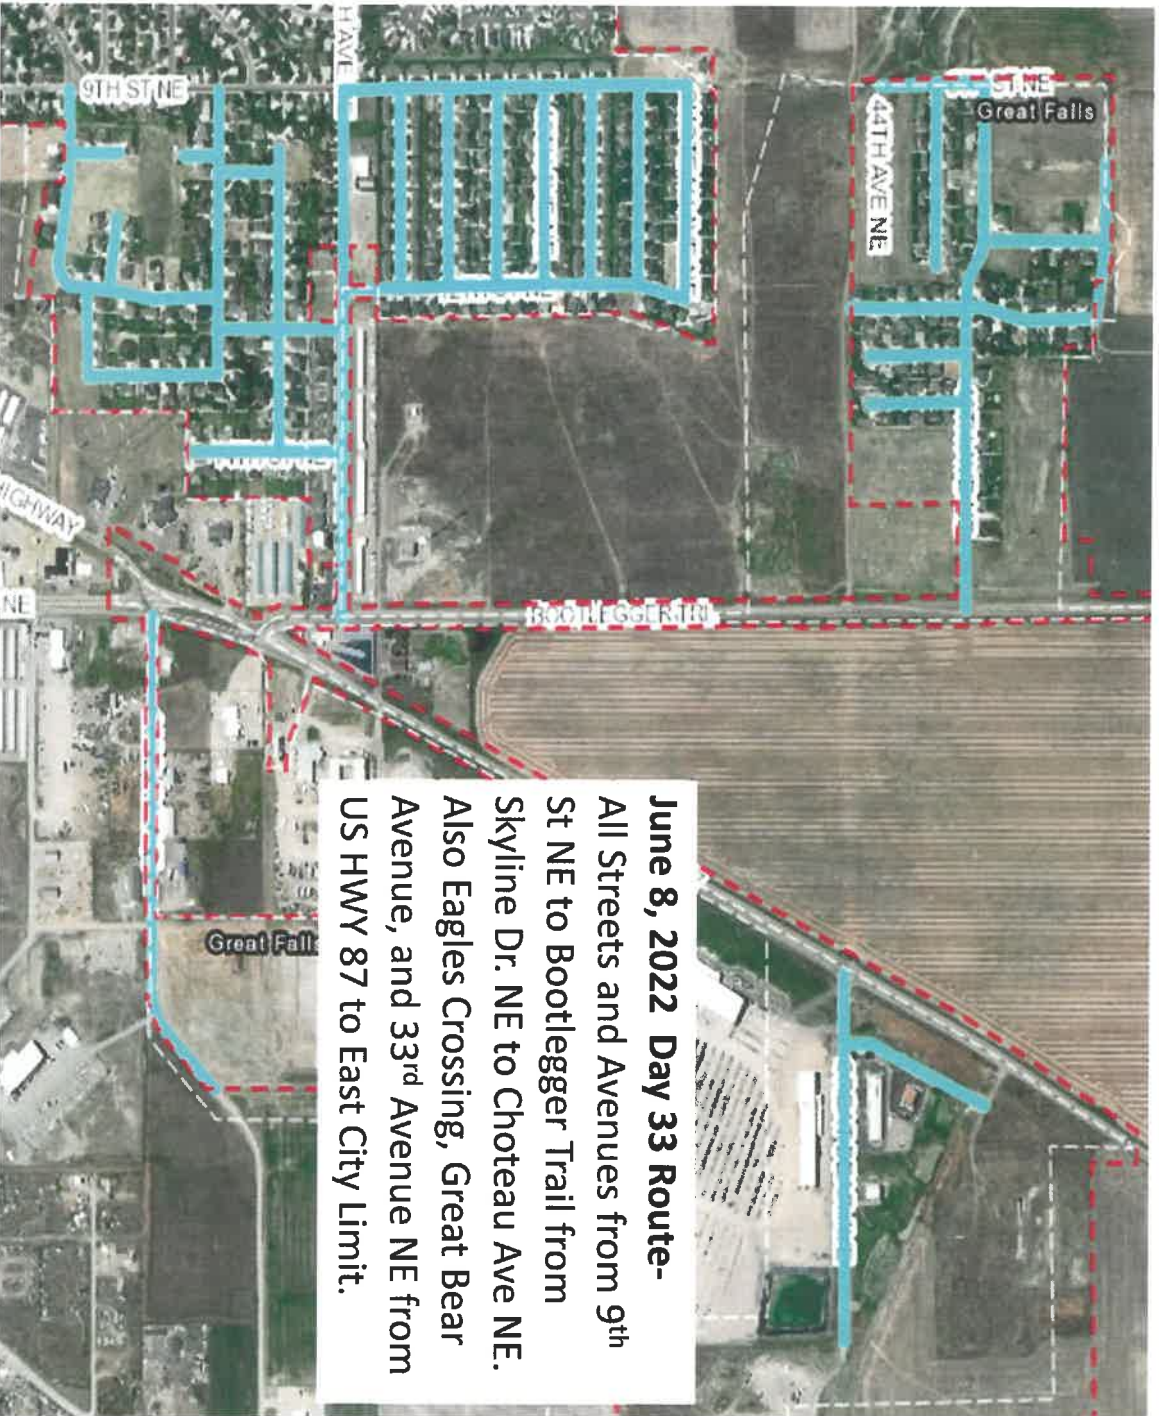 9TH ST NE
H AVE
ST NE
Great Falls
44TH AVE NE
HIGHWAY
NE
BOOTLEGGER TRL
Great Falls
June 8, 2022 Day 33 Route-
All Streets and Avenues from 9th
St NE to Bootlegger Trail from
Skyline Dr. NE to Choteau Ave NE.
Also Eagles Crossing, Great Bear
Avenue, and 33rd Avenue NE from
US HWY 87 to East City Limit.